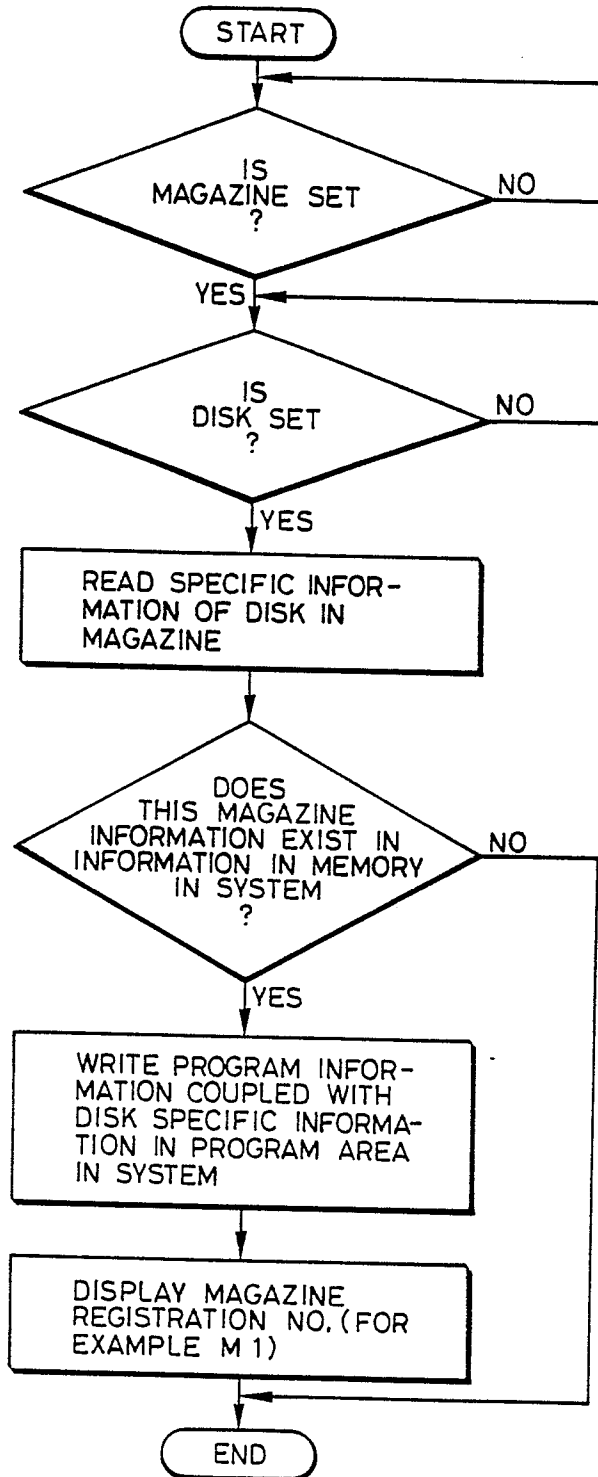 START
IS
MAGAZINE SET
?
NO
YES
IS
DISK SET
?
NO
YES
READ SPECIFIC INFOR-
MATION OF DISK IN
MAGAZINE
DOES
THIS MAGAZINE
INFORMATION EXIST IN
INFORMATION IN MEMORY
IN SYSTEM
?
NO
YES
WRITE PROGRAM INFOR-
MATION COUPLED WITH
DISK SPECIFIC INFORMA-
TION IN PROGRAM AREA
IN SYSTEM
DISPLAY MAGAZINE
REGISTRATION NO. (FOR
EXAMPLE M 1)
END